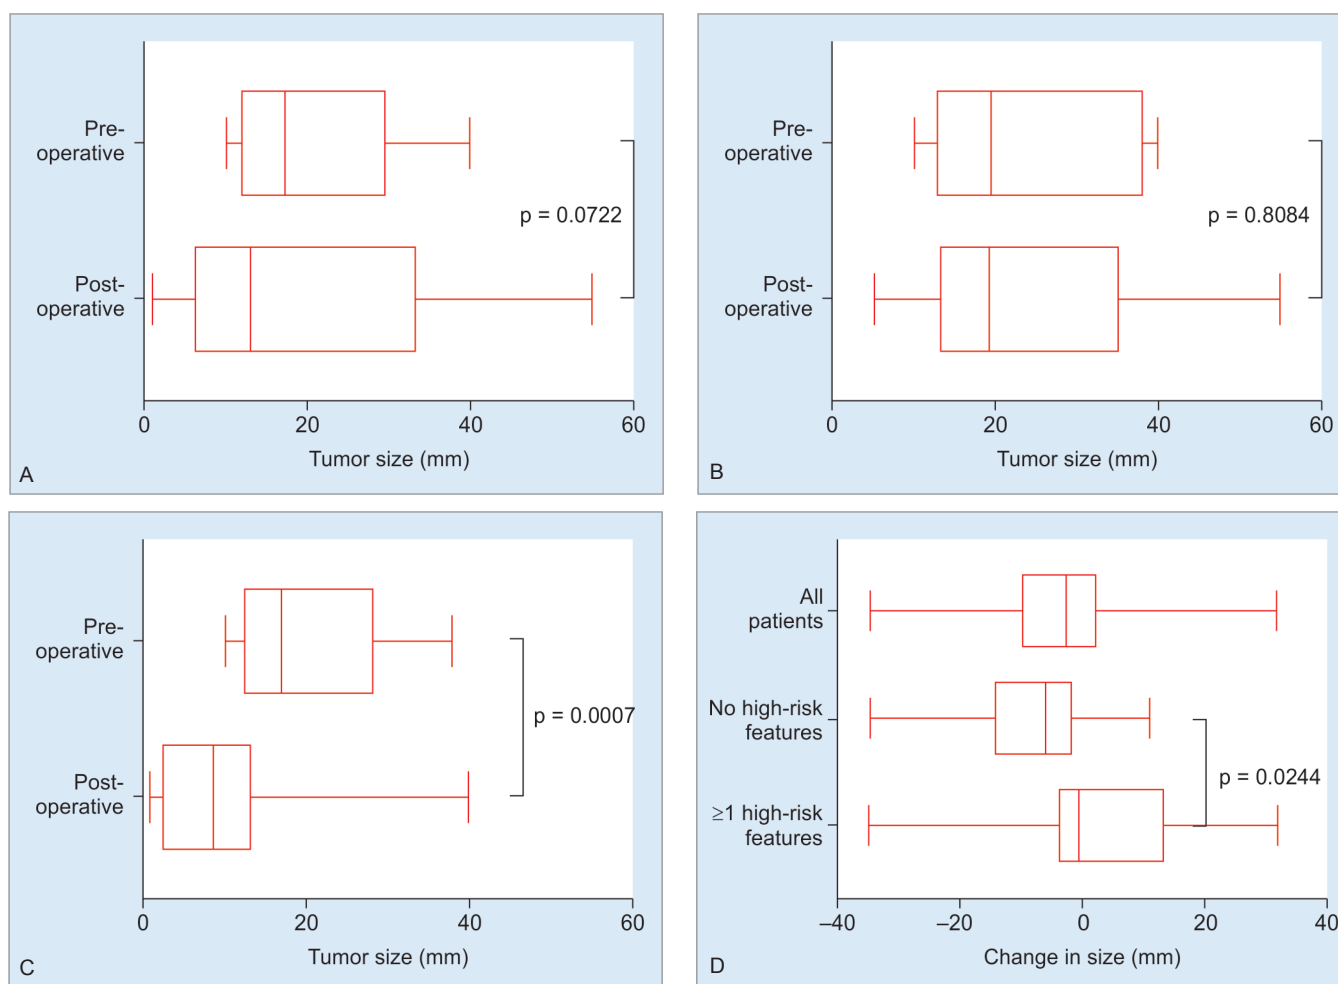 Pre-
operative
p = 0.0722
Post-
operative
0 20 40 60
Tumor size (mm)
A
Pre-
operative
p = 0.8084
Post-
operative
0 20 40 60
Tumor size (mm)
B
Pre-
operative
p = 0.0007
Post-
operative
0 20 40 60
Tumor size (mm)
C
All
patients
No high-risk
features
p = 0.0244
≥1 high-risk
features
–40 –20 0 20 40
Change in size (mm)
D